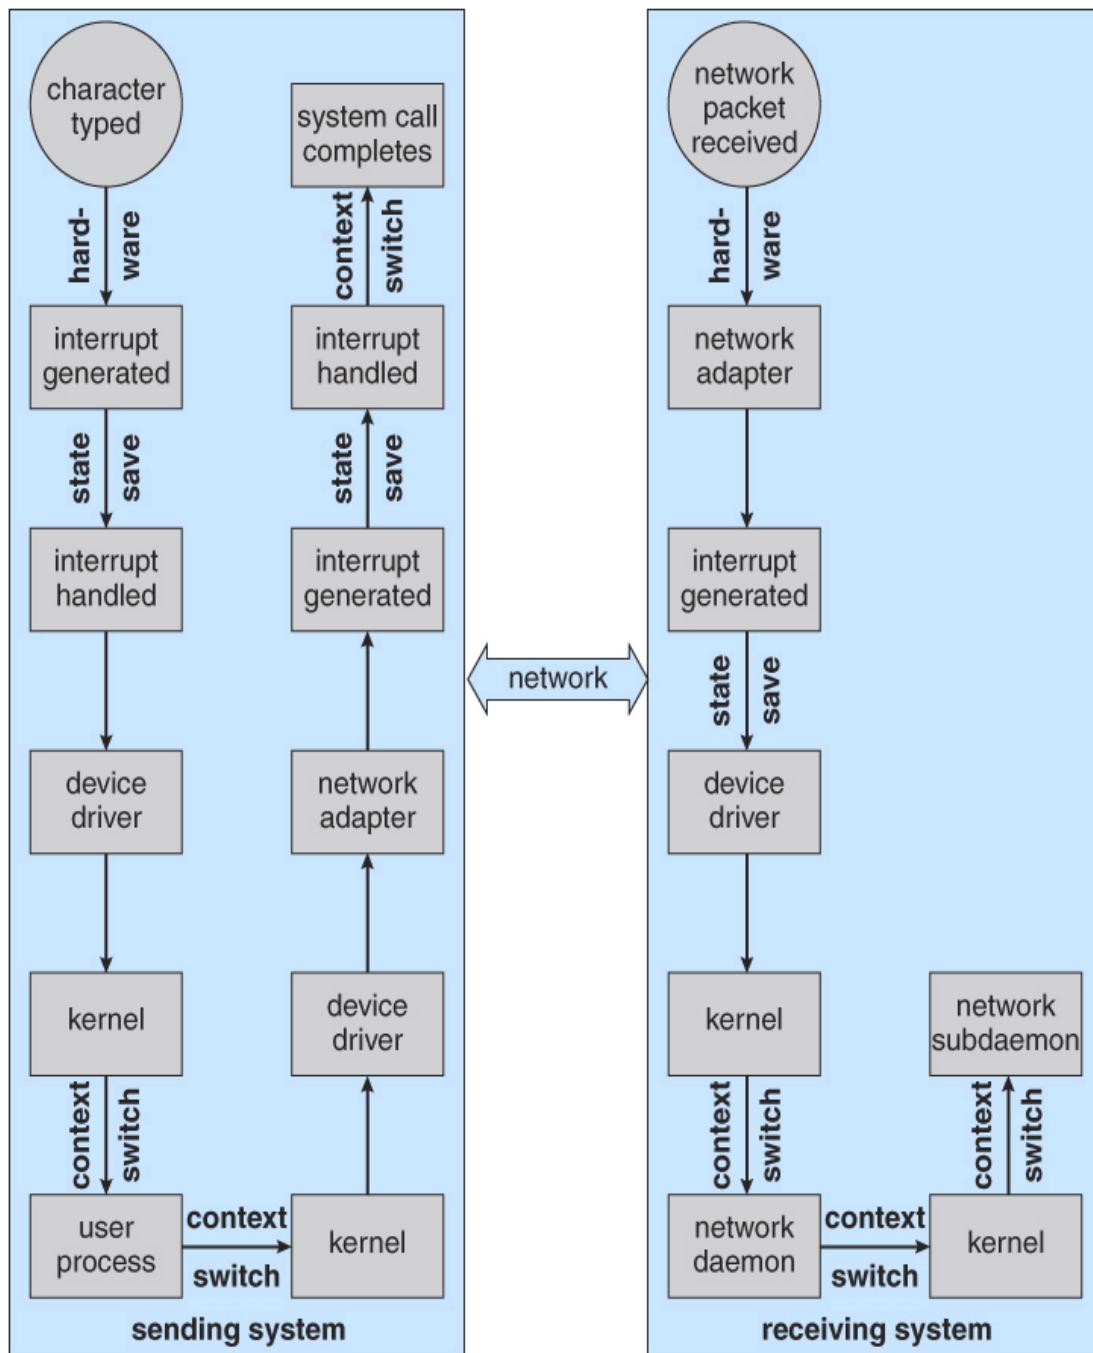 character
typed
hard-
ware
interrupt
generated
state
save
interrupt
handled
device
driver
kernel
context
switch
user
process
context
switch
kernel
device
driver
network
adapter
interrupt
generated
state
save
interrupt
handled
context
switch
system call
completes
sending system
network
network
packet
received
hard-
ware
network
adapter
interrupt
generated
state
save
device
driver
kernel
context
switch
network
daemon
context
switch
kernel
context
switch
network
subdaemon
receiving system